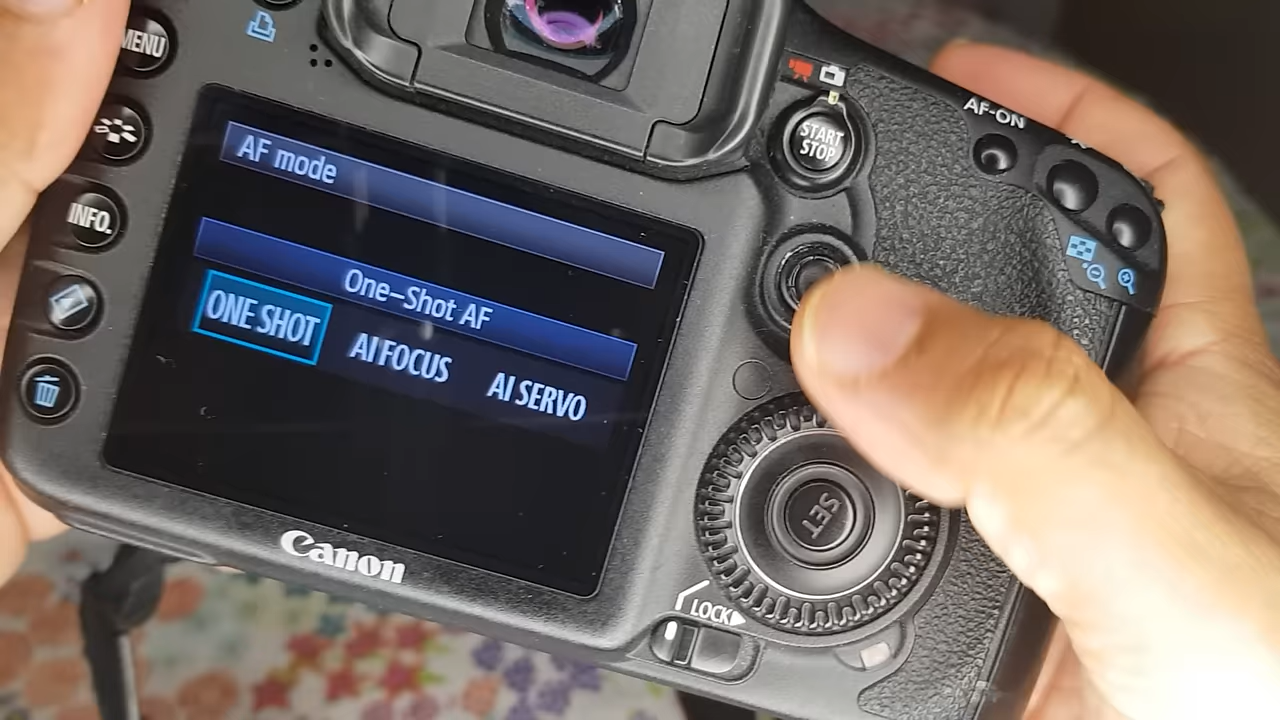 MENU
INFO.
AF mode
One-Shot AF
ONE SHOT
AI FOCUS
AI SERVO
Canon
START
STOP
AF-ON
SET
LOCK